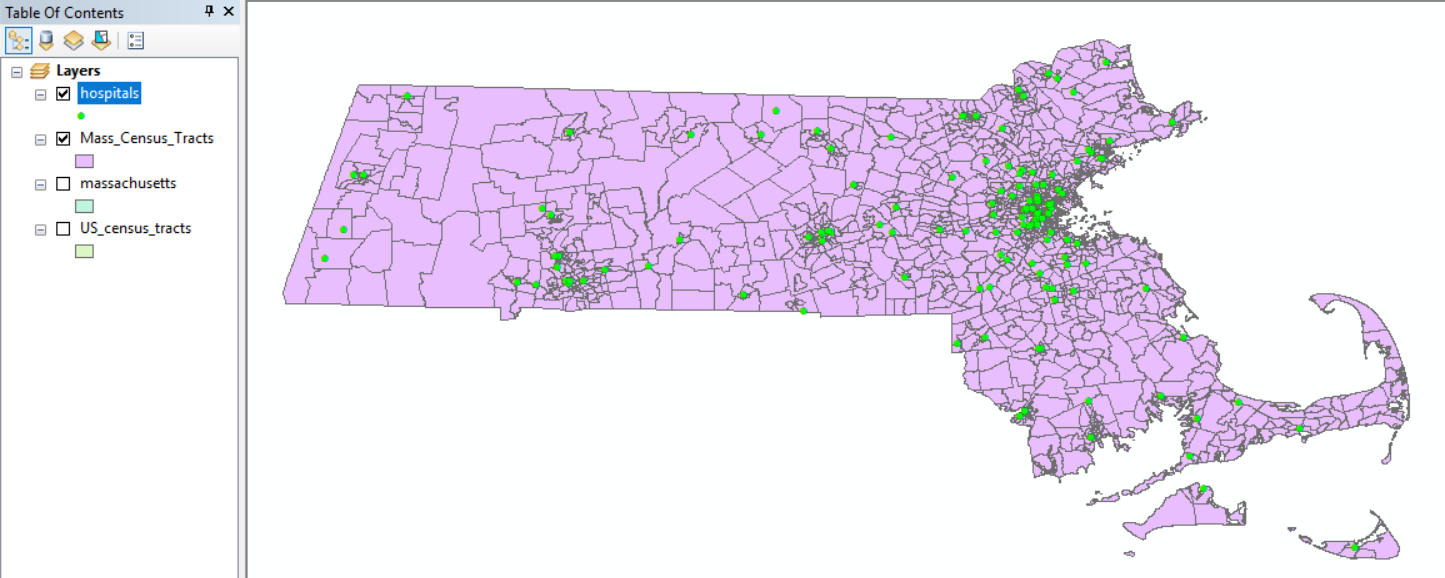 Table Of Contents
Layers
hospitals
Mass_Census_Tracts
massachusetts
US_census_tracts